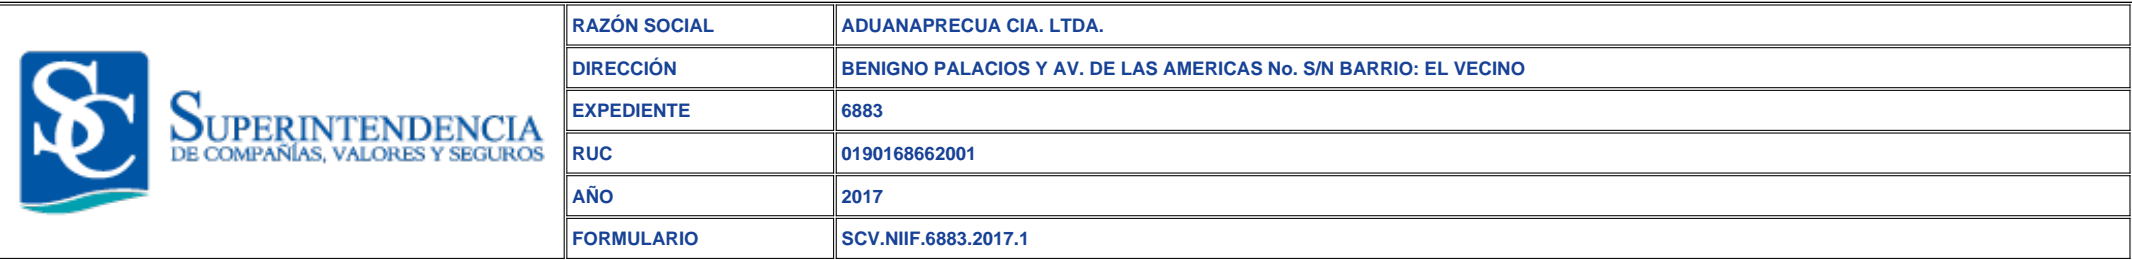 SC
SUPERINTENDENCIA
DE COMPAÑÍAS, VALORES Y SEGUROS
RAZÓN SOCIAL ADUANAPRECUA CIA. LTDA.
DIRECCIÓN BENIGNO PALACIOS Y AV. DE LAS AMERICAS No. S/N BARRIO: EL VECINO
EXPEDIENTE 6883
RUC 0190168662001
AÑO 2017
FORMULARIO SCV.NIIF.6883.2017.1